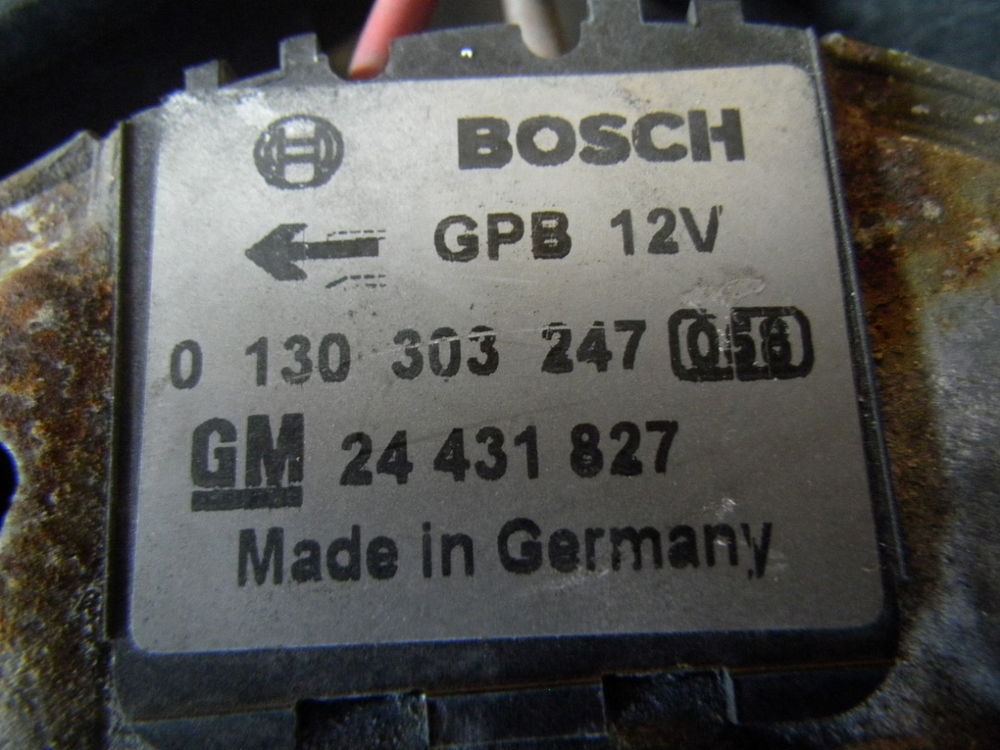 BOSCH
GPB 12V
0 130 303 247
GM 24 431 827
Made in Germany